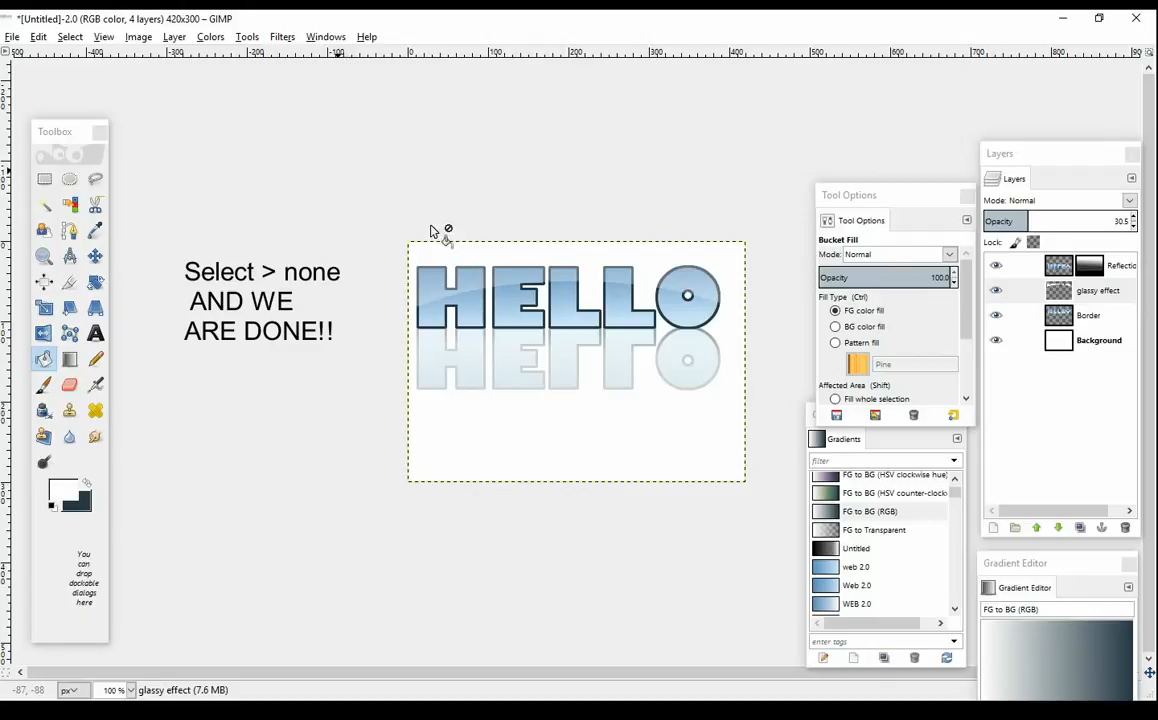 *[Untitled]-2.0 (RGB color, 4 layers) 420x300 – GIMP
File Edit Select View Image Layer Colors Tools Filters Windows Help
Toolbox
Select > none
AND WE
ARE DONE!!
HELLO
You
can
drop
dockable
dialogs
here
Tool Options
Tool Options
Bucket Fill
Mode: Normal
Opacity 100.0
Fill Type (Ctrl)
FG color fill
BG color fill
Pattern fill
Pine
Affected Area (Shift)
Fill whole selection
Gradients
filter
FG to BG (HSV clockwise hue)
FG to BG (HSV counter-clock
FG to BG (RGB)
FG to Transparent
Untitled
web 2.0
Web 2.0
WEB 2.0
enter tags
Layers
Layers
Mode: Normal
Opacity 30.5
Lock:
Reflectio
glassy effect
Border
Background
Gradient Editor
Gradient Editor
FG to BG (RGB)
-87, -88 px 100 % glassy effect (7.6 MB)